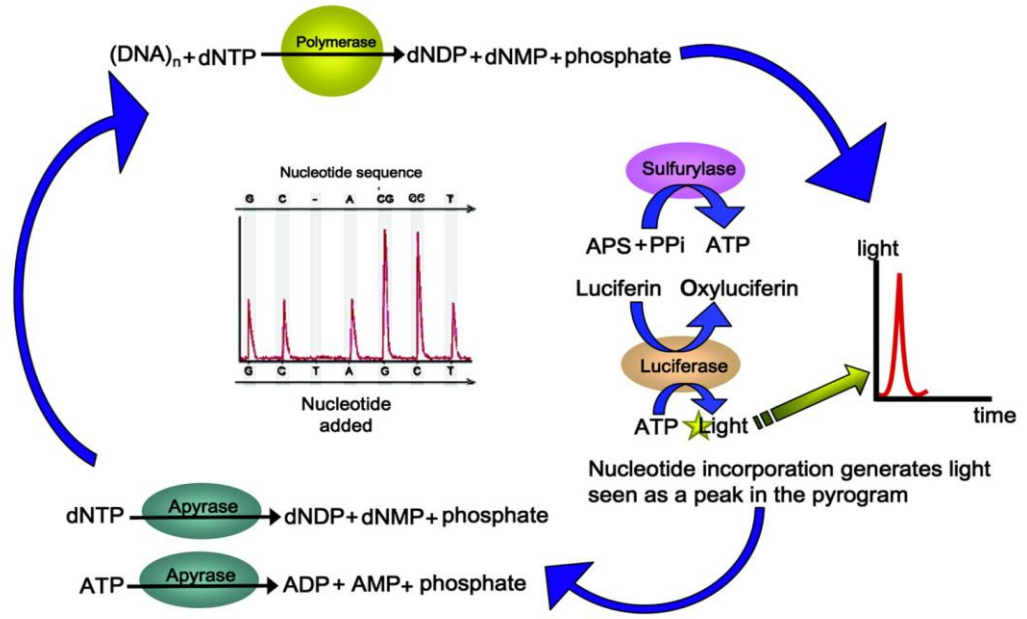 (DNA)n+dNTP Polymerase dNDP+dNMP+phosphate
Nucleotide sequence
G C - A CG T
G C T A G C T
Nucleotide
added
Sulfurylase
APS+PPi ATP
Luciferin Oxyluciferin
Luciferase
ATP Light
light
time
Nucleotide incorporation generates light
seen as a peak in the pyrogram
dNTP Apyrase dNDP+dNMP+phosphate
ATP Apyrase ADP+AMP+phosphate